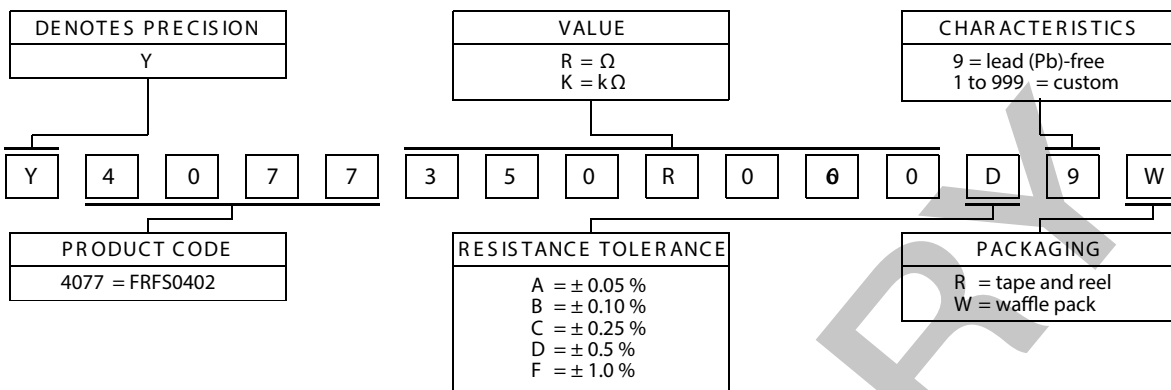 DENOTES PRECISION
Y
VALUE
R = Ω
K = kΩ
CHARACTERISTICS
9 = lead (Pb)-free
1 to 999 = custom
Y 4 0 7 7 3 5 0 R 0 0 D 9 W
PRODUCT CODE
4077 = FRFS0402
RESISTANCE TOLERANCE
A = ± 0.05 %
B = ± 0.10 %
C = ± 0.25 %
D = ± 0.5 %
F = ± 1.0 %
PACKAGING
R = tape and reel
W = waffle pack
RY